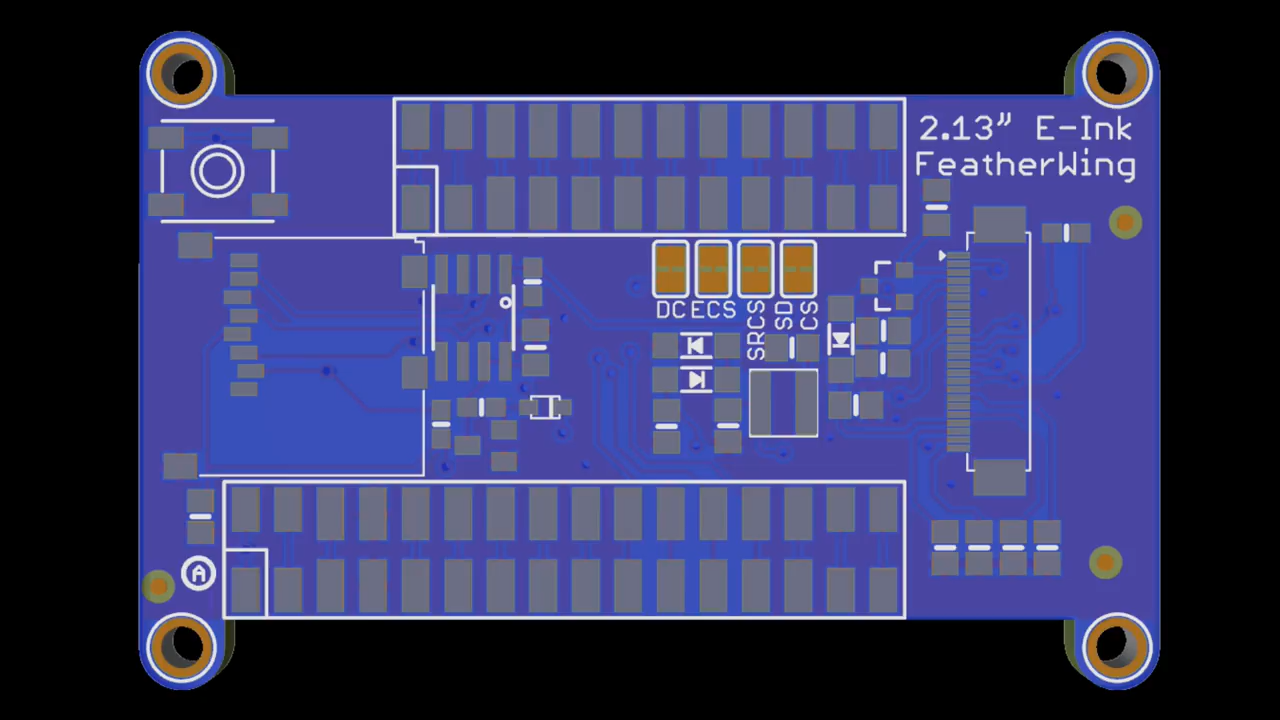 2.13” E-Ink
FeatherWing
DC
ECS
SRCS
SD
CS
A